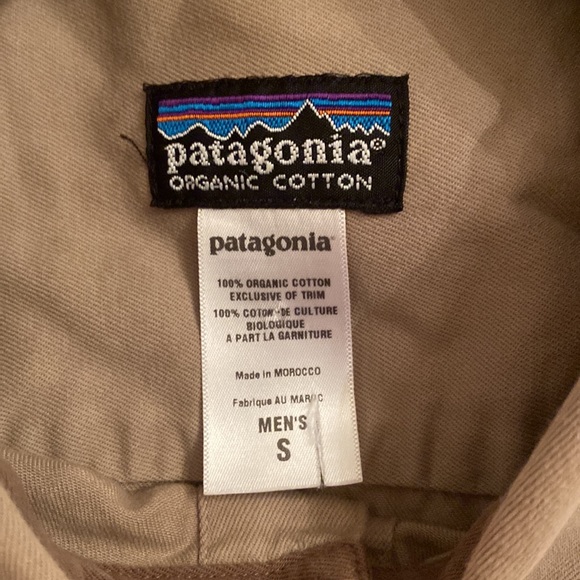 patagonia®
ORGANIC COTTON
patagonia®
100% ORGANIC COTTON
EXCLUSIVE OF TRIM
100% COTON DE CULTURE
BIOLOGIQUE
A PART LA GARNITURE
Made in MOROCCO
Fabrique AU MAROC
MEN'S
S